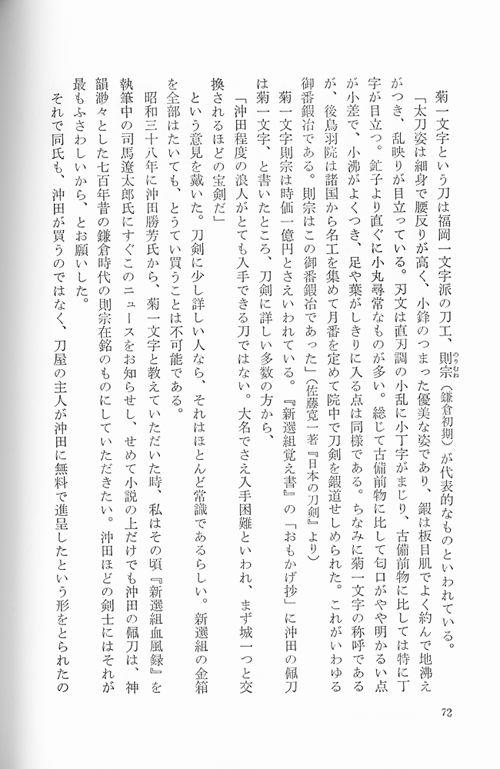 菊一文字という刀は福岡一文字派の刀工、則宗（鎌倉初期）が代表的なものといわれている。
のりむね
「太刀姿は細身で腰反りが高く、小鋒のつまった優美な姿であり、鍛は板目肌でよく約んで地沸え
がつき、乱映りが目立っている。刃文は直刃調の小乱に小丁字がまじり、古備前物に比しては特に丁
字が目立つ。鋩子より直ぐに小丸尋常なものが多い。総じて古備前物に比して匂口がやや明かるい点
が小差で、小沸がよくつき、足や葉がしきりに入る点は同様である。ちなみに菊一文字の称呼である
が、後鳥羽院は諸国から名工を集めて月番を定めて院中で刀剣を鍛造せしめられた。これがいわゆる
御番鍛冶である。則宗はこの御番鍛冶であった」（佐藤寛一著『日本の刀剣』より）
菊一文字則宗は時価一億円とさえいわれている。『新選組覚え書』の「おもかげ抄」に沖田の佩刀
は菊一文字、と書いたところ、刀剣に詳しい多数の方から、
「沖田程度の浪人がとても入手できる刀ではない。大名でさえ入手困難といわれ、まず城一つと交
換されるほどの宝剣だ」
という意見を戴いた。刀剣に少し詳しい人なら、それはほとんど常識であるらしい。新選組の金箱
を全部はたいても、とうてい買うことは不可能である。
昭和三十八年に沖田勝芳氏から、菊一文字と教えていただいた時、私はその頃『新選組血風録』を
執筆中の司馬遼太郎氏にすぐこのニュースをお知らせし、せめて小説の上だけでも沖田の佩刀は、神
韻渺々とした七百年昔の鎌倉時代の則宗在銘のものにしていただきたい。沖田ほどの剣士にはそれが
最もふさわしいから、とお願いした。
それで同氏も、沖田が買うのではなく、刀屋の主人が沖田に無料で進呈したという形をとられたの
72